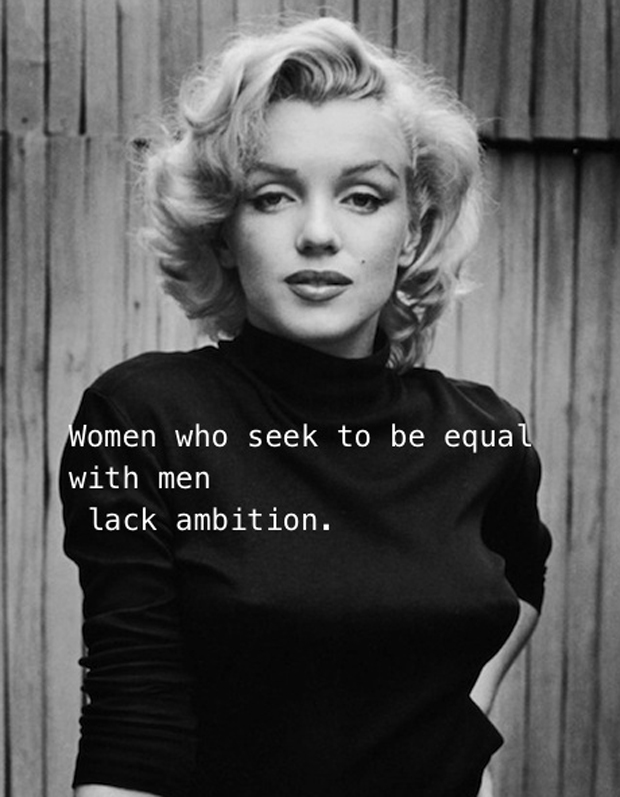 Women who seek to be equal
with men
lack ambition.